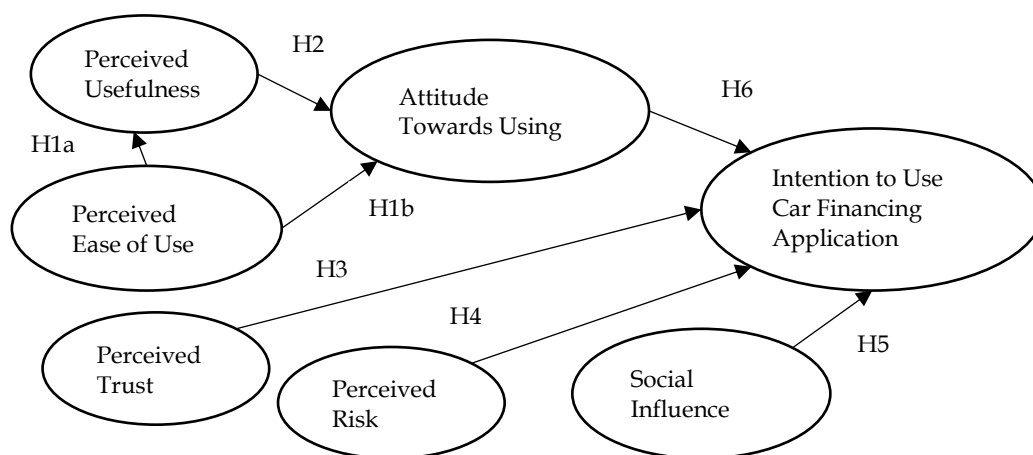 Perceived
Usefulness
H2
Attitude
Towards Using
H6
H1a
Perceived
Ease of Use
H1b
Intention to Use
Car Financing
Application
H3
H4
H5
Perceived
Trust
Perceived
Risk
Social
Influence